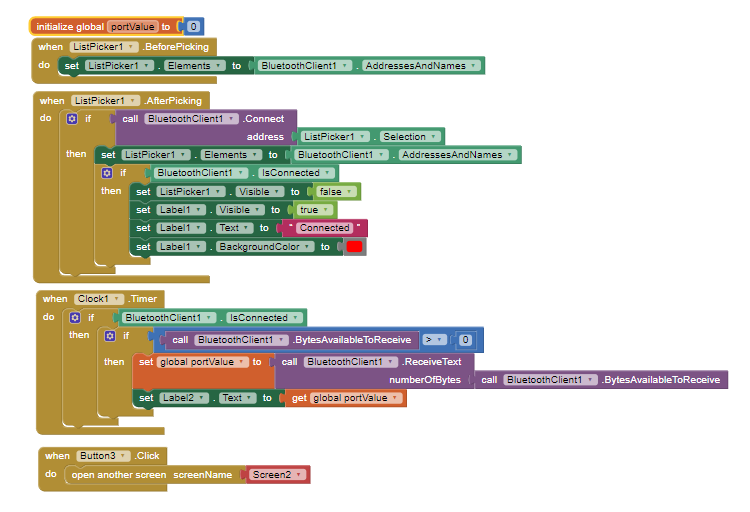 initialize global portValue to 0
when ListPicker1 .BeforePicking
do set ListPicker1 . Elements to BluetoothClient1 . AddressesAndNames
when ListPicker1 .AfterPicking
do if call BluetoothClient1 .Connect
address ListPicker1 . Selection
then set ListPicker1 . Elements to BluetoothClient1 . AddressesAndNames
if BluetoothClient1 . IsConnected
then set ListPicker1 . Visible to false
set Label1 . Visible to true
set Label1 . Text to " Connected "
set Label1 . BackgroundColor to
when Clock1 .Timer
do if BluetoothClient1 . IsConnected
then if call BluetoothClient1 .BytesAvailableToReceive > 0
then set global portValue to call BluetoothClient1 .ReceiveText
numberOfBytes call BluetoothClient1 .BytesAvailableToReceive
set Label2 . Text to get global portValue
when Button3 .Click
do open another screen screenName Screen2